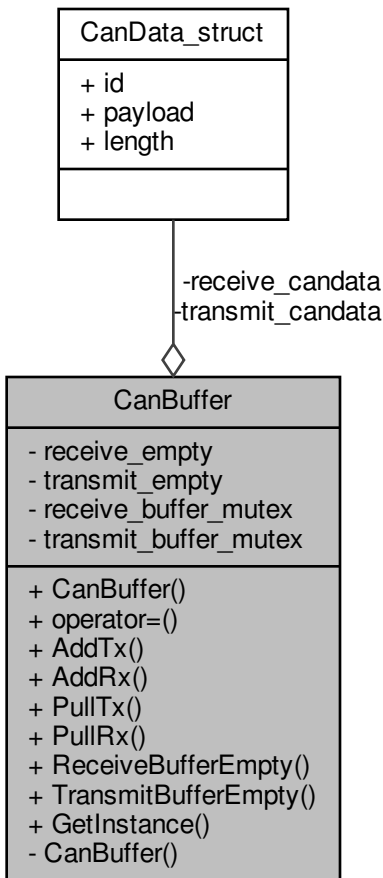 CanData_struct
+ id
+ payload
+ length
-receive_candata
-transmit_candata
CanBuffer
- receive_empty
- transmit_empty
- receive_buffer_mutex
- transmit_buffer_mutex
+ CanBuffer()
+ operator=()
+ AddTx()
+ AddRx()
+ PullTx()
+ PullRx()
+ ReceiveBufferEmpty()
+ TransmitBufferEmpty()
+ GetInstance()
- CanBuffer()